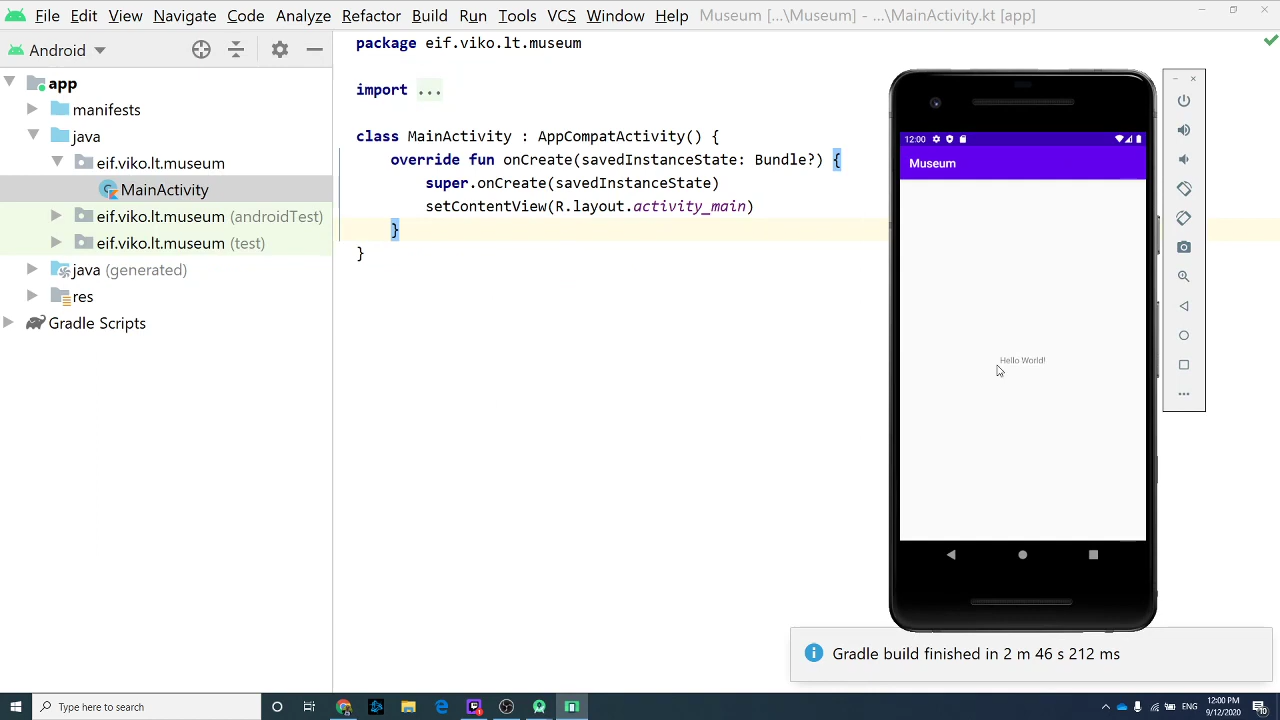 File Edit View Navigate Code Analyze Refactor Build Run Tools VCS Window Help Museum [...\Museum] - ...\MainActivity.kt [app]
Android
app
manifests
java
eif.viko.lt.museum
MainActivity
eif.viko.lt.museum (androidTest)
eif.viko.lt.museum (test)
java (generated)
res
Gradle Scripts
package eif.viko.lt.museum
import ...
class MainActivity : AppCompatActivity() {
override fun onCreate(savedInstanceState: Bundle?) {
super.onCreate(savedInstanceState)
setContentView(R.layout.activity_main)
}
}
12:00
Museum
Hello World!
Gradle build finished in 2 m 46 s 212 ms
Type here to search
ENG
12:00 PM
9/12/2020